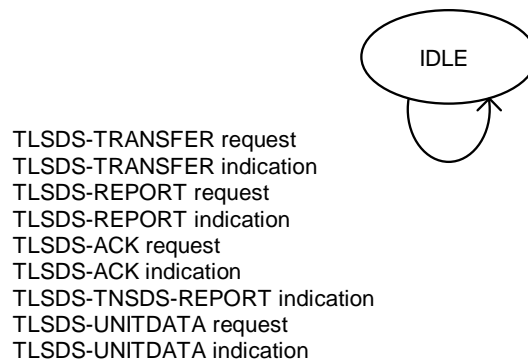 IDLE
TLSDS-TRANSFER request
TLSDS-TRANSFER indication
TLSDS-REPORT request
TLSDS-REPORT indication
TLSDS-ACK request
TLSDS-ACK indication
TLSDS-TNSDS-REPORT indication
TLSDS-UNITDATA request
TLSDS-UNITDATA indication